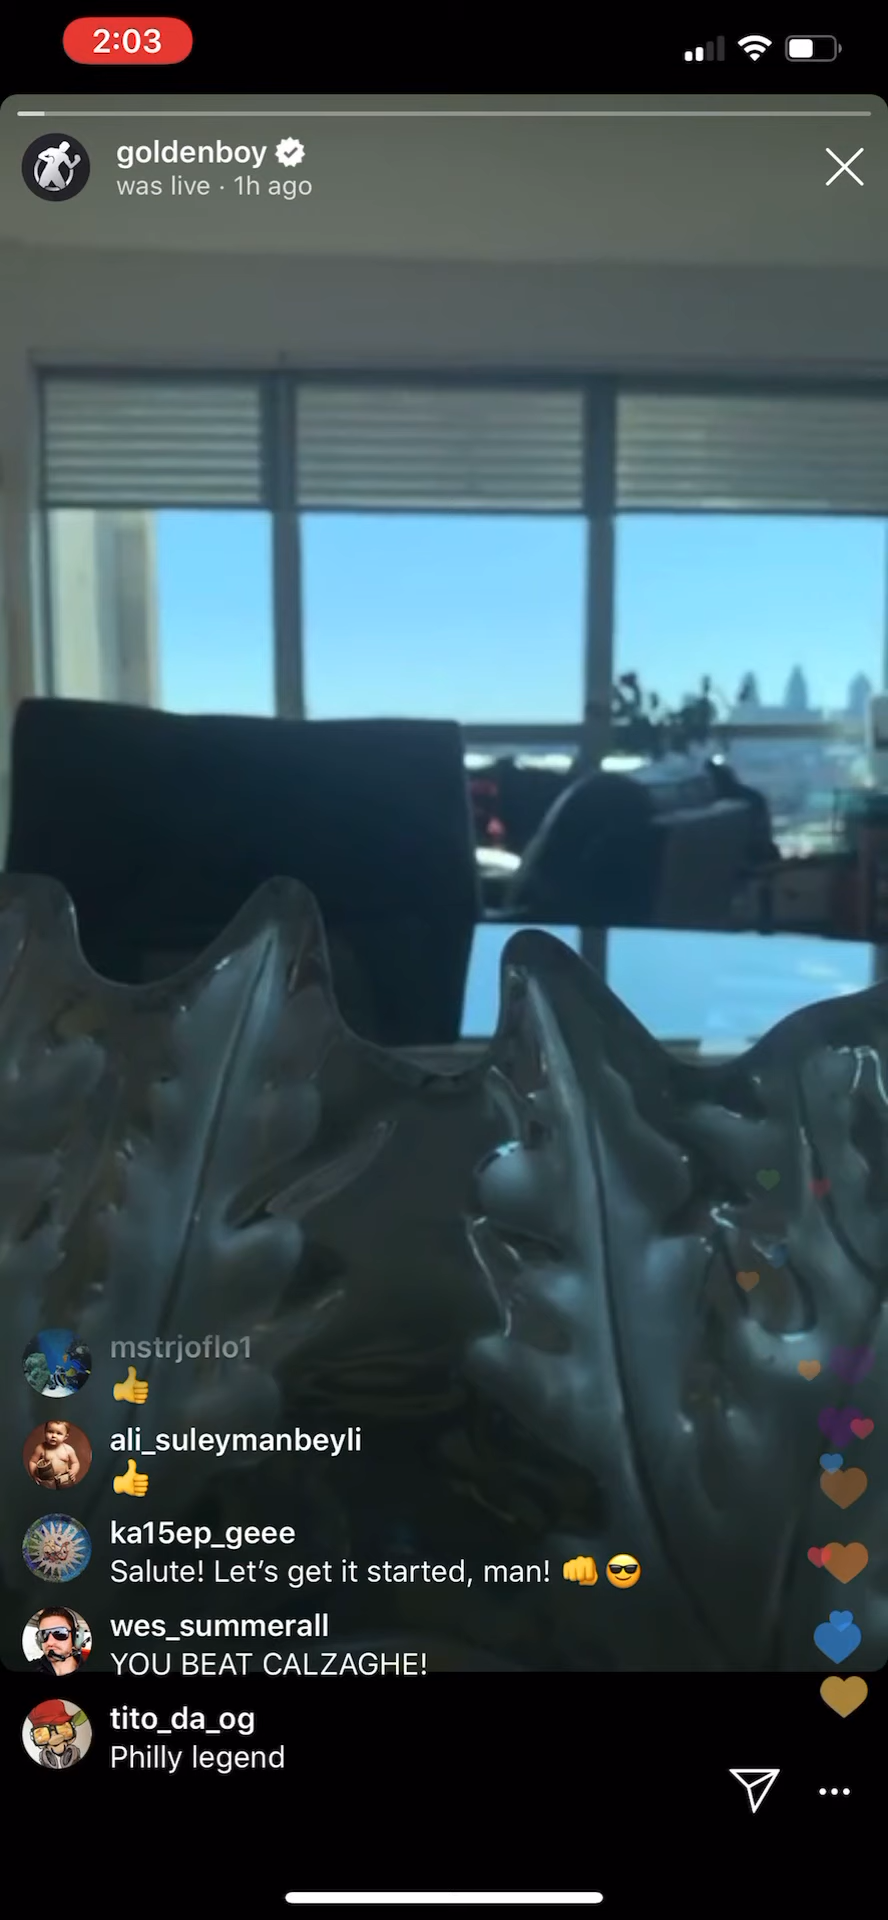 2:03
goldenboy
was live · 1h ago
mstrjoflo1
👍
ali_suleymanbeyli
👍
ka15ep_geee
Salute! Let's get it started, man! 👊😎
wes_summerall
YOU BEAT CALZAGHE!
tito_da_og
Philly legend